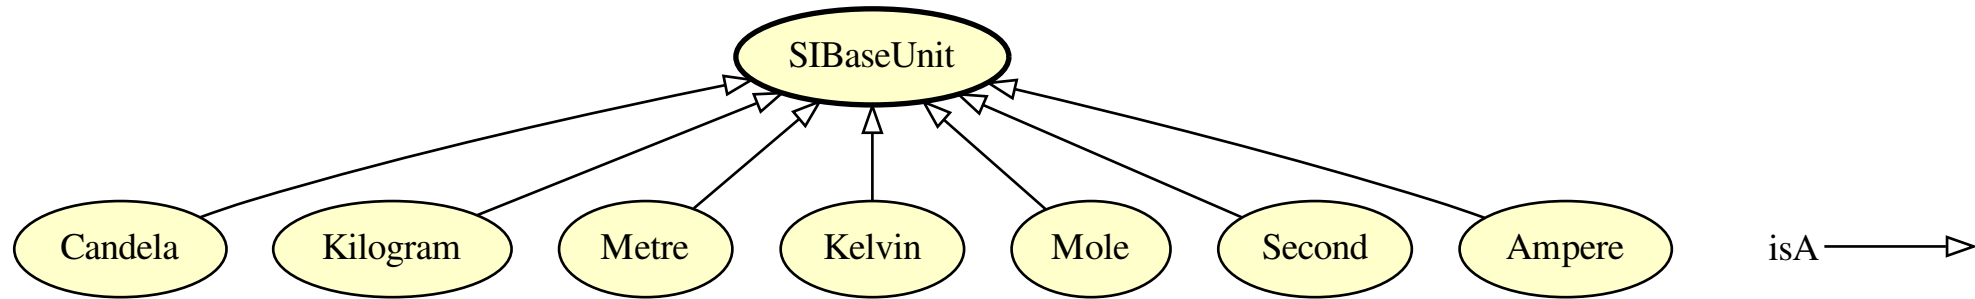 SIBaseUnit
Candela
Kilogram
Metre
Kelvin
Mole
Second
Ampere
isA